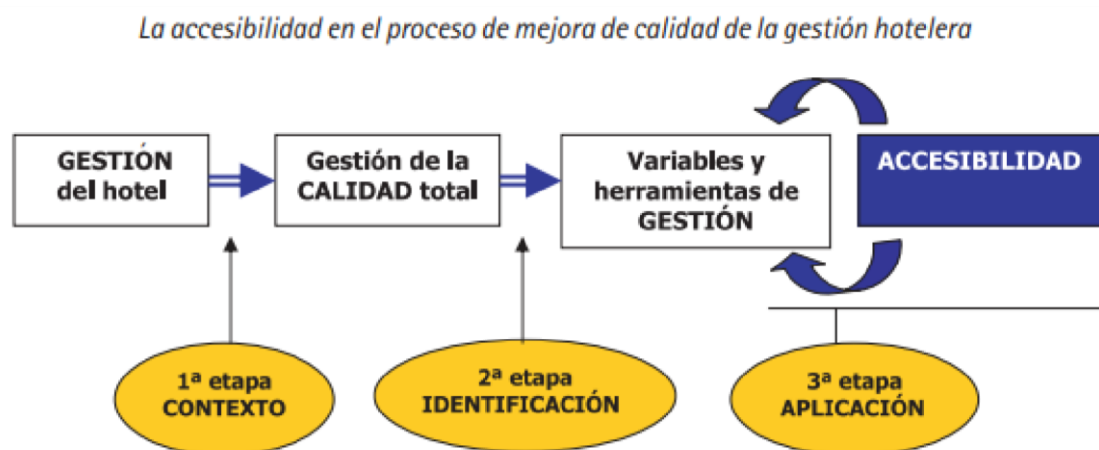 La accesibilidad en el proceso de mejora de calidad de la gestión hotelera
GESTIÓN
del hotel
Gestión de la
CALIDAD total
Variables y
herramientas de
GESTIÓN
ACCESIBILIDAD
1ª etapa
CONTEXTO
2ª etapa
IDENTIFICACIÓN
3ª etapa
APLICACIÓN